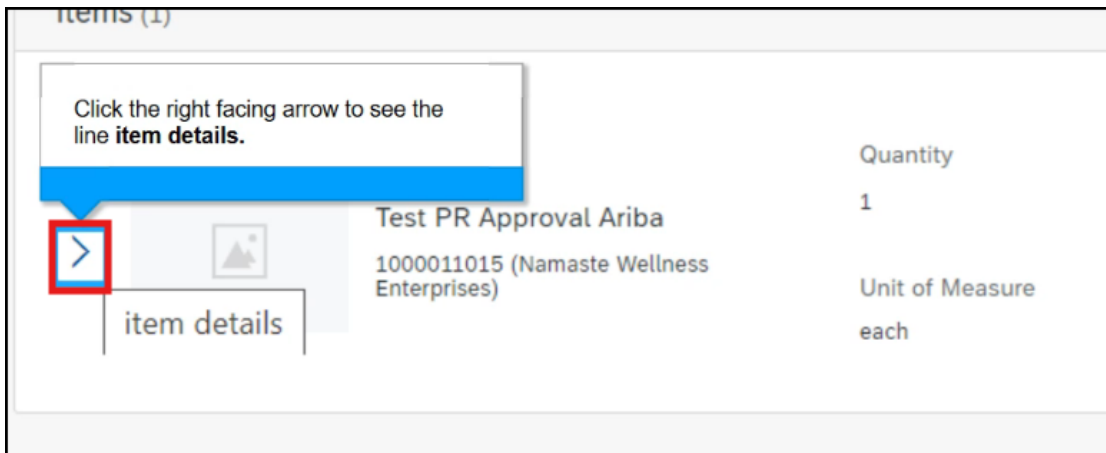 Items (1)
Click the right facing arrow to see the
line item details.
Quantity
1
Test PR Approval Ariba
1000011015 (Namaste Wellness
Enterprises)
Unit of Measure
each
item details